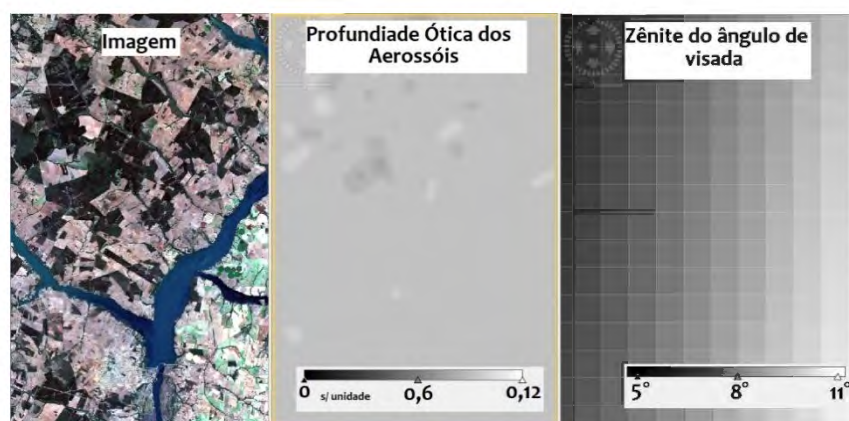 Imagem
Profundiade Ótica dos
Aerossóis
Zênite do ângulo de
visada
0 s/ unidade 0,6 0,12
5° 8° 11°